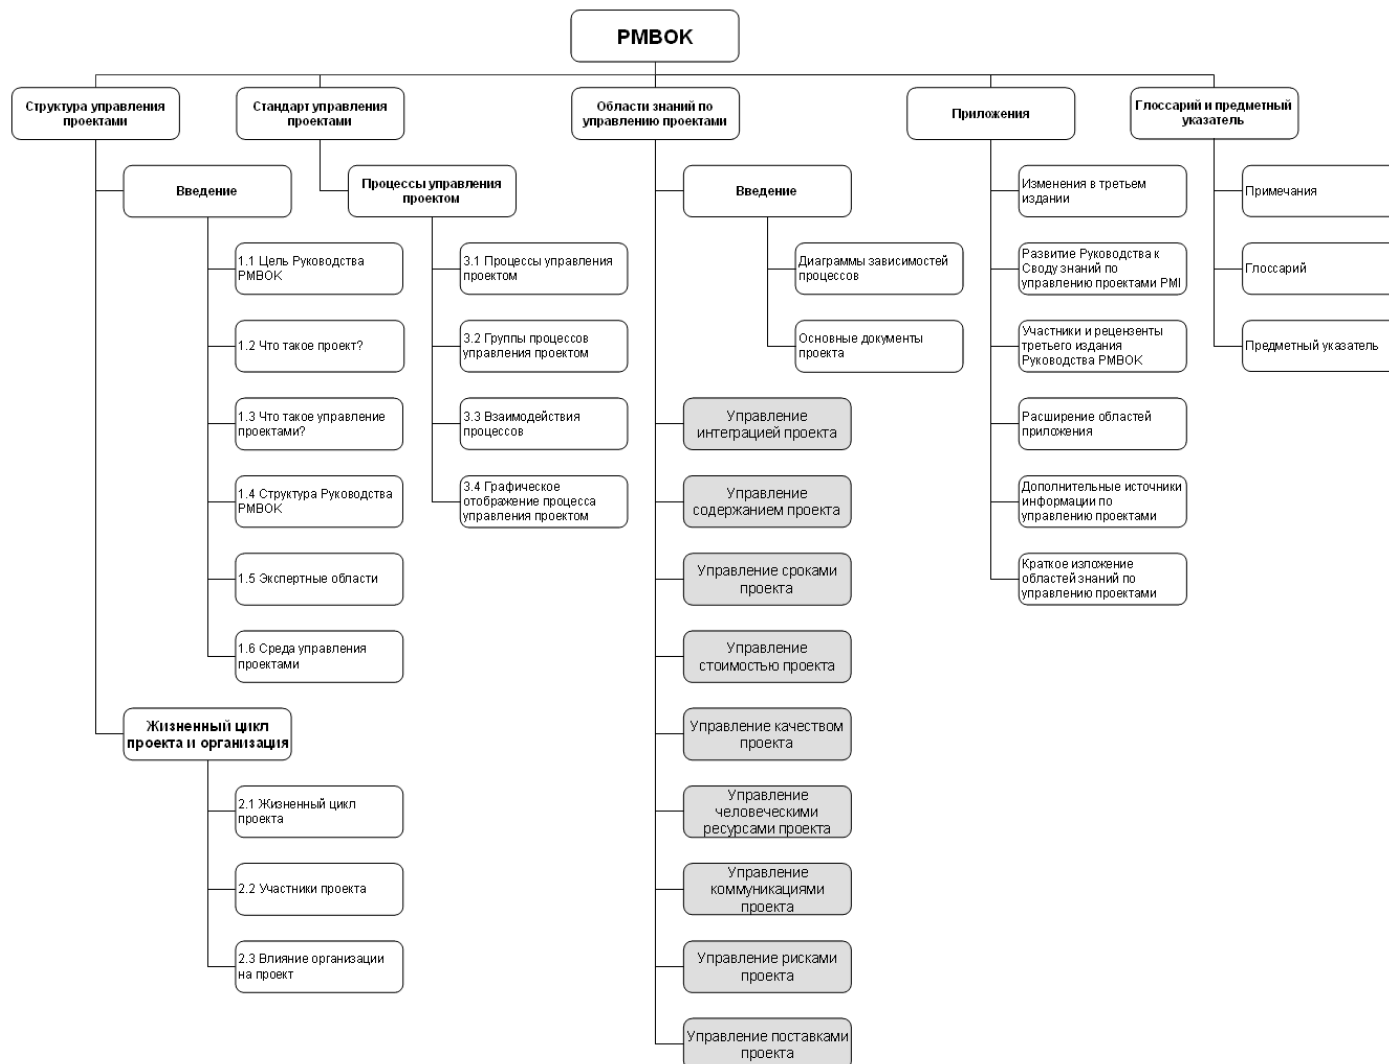 PMBOK
Структура управления
проектами
Стандарт управления
проектами
Области знаний по
управлению проектами
Приложения
Глоссарий и предметный
указатель
Введение
1.1 Цель Руководства
PMBOK
1.2 Что такое проект?
1.3 Что такое управление
проектами?
1.4 Структура Руководства
PMBOK
1.5 Экспертные области
1.6 Среда управления
проектами
Жизненный цикл
проекта и организация
2.1 Жизненный цикл
проекта
2.2 Участники проекта
2.3 Влияние организации
на проект
Процессы управления
проектом
3.1 Процессы управления
проектом
3.2 Группы процессов
управления проектом
3.3 Взаимодействия
процессов
3.4 Графическое
отображение процесса
управления проектом
Введение
Диаграммы зависимостей
процессов
Основные документы
проекта
Управление
интеграцией проекта
Управление
содержанием проекта
Управление сроками
проекта
Управление
стоимостью проекта
Управление качеством
проекта
Управление
человеческими
ресурсами проекта
Управление
коммуникациями
проекта
Управление рисками
проекта
Управление поставками
проекта
Изменения в третьем
издании
Развитие Руководства к
Своду знаний по
управлению проектами PMI
Участники и рецензенты
третьего издания
Руководства PMBOK
Расширение областей
приложения
Дополнительные источники
информации по
управлению проектами
Краткое изложение
областей знаний по
управлению проектами
Примечания
Глоссарий
Предметный указатель